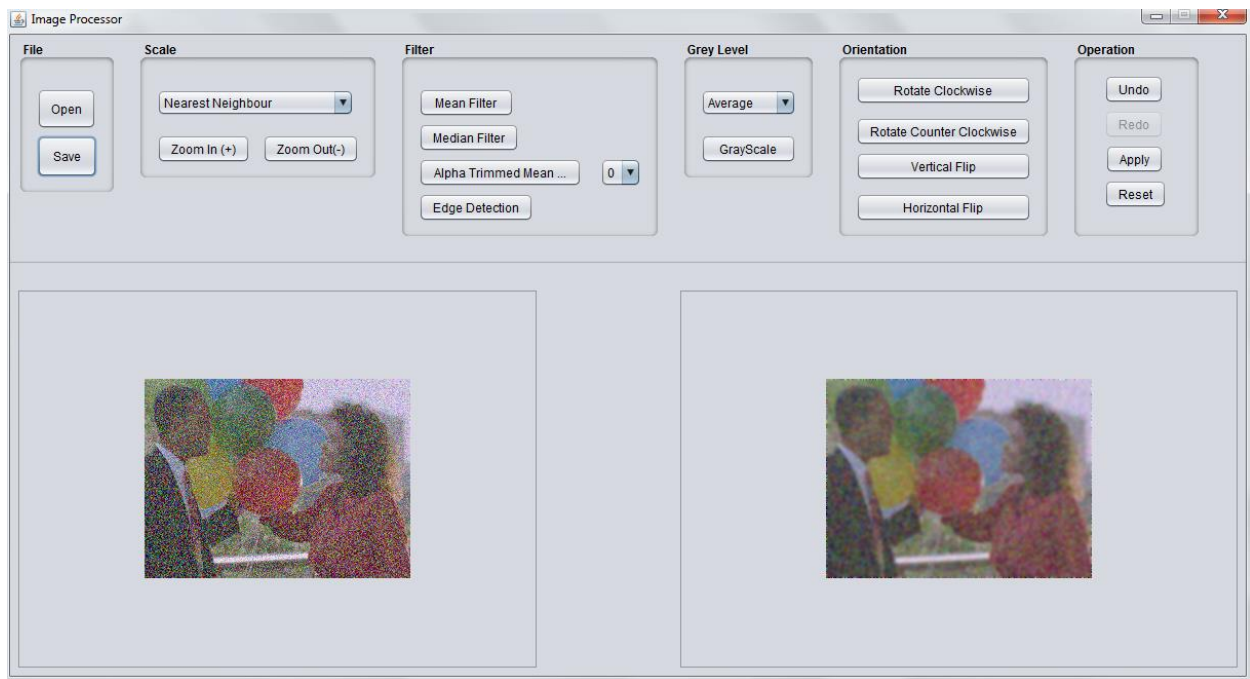 Image Processor
File
Scale
Filter
Grey Level
Orientation
Operation
Open
Save
Nearest Neighbour
Zoom In (+)
Zoom Out(-)
Mean Filter
Median Filter
Alpha Trimmed Mean ...
0
Edge Detection
Average
GrayScale
Rotate Clockwise
Rotate Counter Clockwise
Vertical Flip
Horizontal Flip
Undo
Redo
Apply
Reset